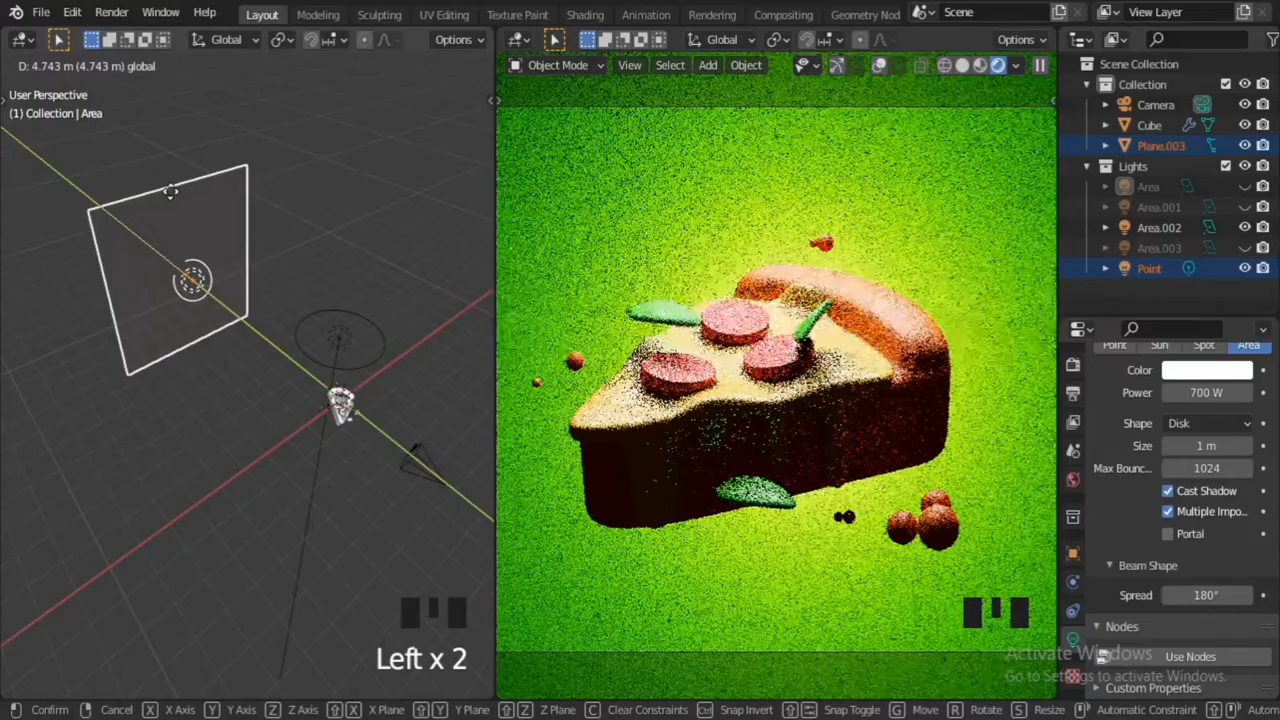 File Edit Render Window Help Layout Modeling Sculpting UV Editing Texture Paint Shading Animation Rendering Compositing Geometry Nod Scene View Layer
Global Options Global Options
D: 4.743 m (4.743 m) global
Object Mode View Select Add Object
User Perspective
(1) Collection | Area
Scene Collection
Collection
Camera
Cube
Plane.003
Lights
Area
Area.001
Area.002
Area.003
Point
Point Sun Spot Area
Color
Power 700 W
Shape Disk
Size 1 m
Max Bounc... 1024
Cast Shadow
Multiple Impo...
Portal
Beam Shape
Spread 180°
Nodes
Use Nodes
Custom Properties
Left x 2
Activate Windows
Go to Settings to activate Windows.
Confirm Cancel X X Axis Y Y Axis Z Z Axis X X Plane Y Y Plane Z Z Plane C Clear Constraints Ctrl Snap Invert Snap Toggle G Move R Rotate S Resize Automatic Constraint Autom